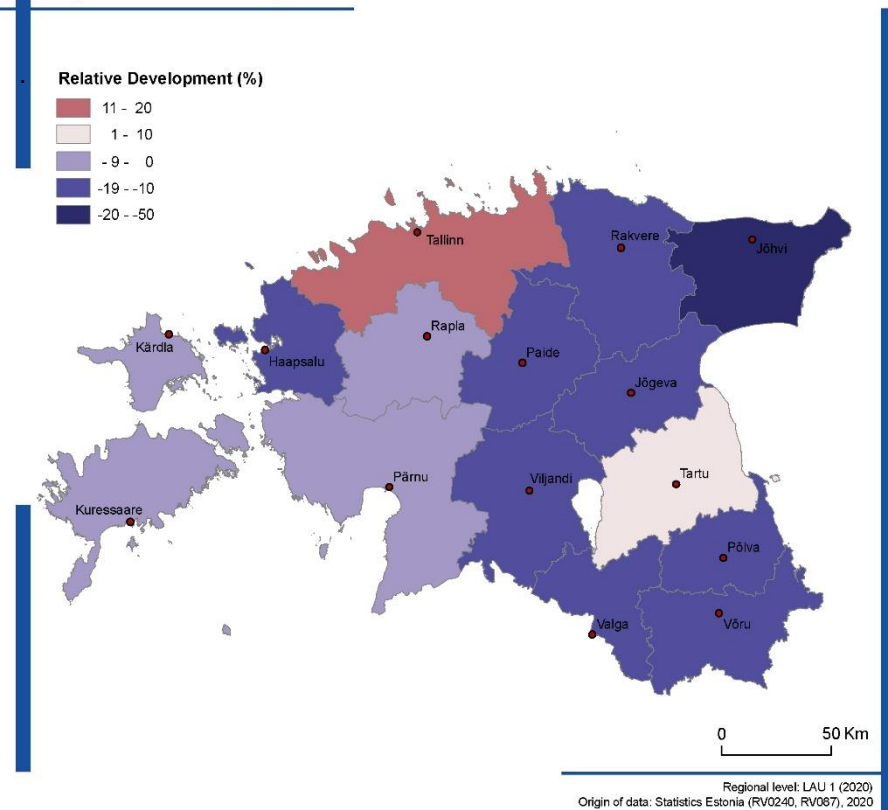 Relative Development (%)
11 - 20
1 - 10
- 9 - 0
-19 - -10
-20 - -50
Tallinn
Rakvere
Jõhvi
Kärdla
Haapsalu
Rapla
Paide
Jõgeva
Kuressaare
Pärnu
Viljandi
Tartu
Põlva
Valga
Võru
0 50 Km
Regional level: LAU 1 (2020)
Origin of data: Statistics Estonia (RV0240, RV087), 2020